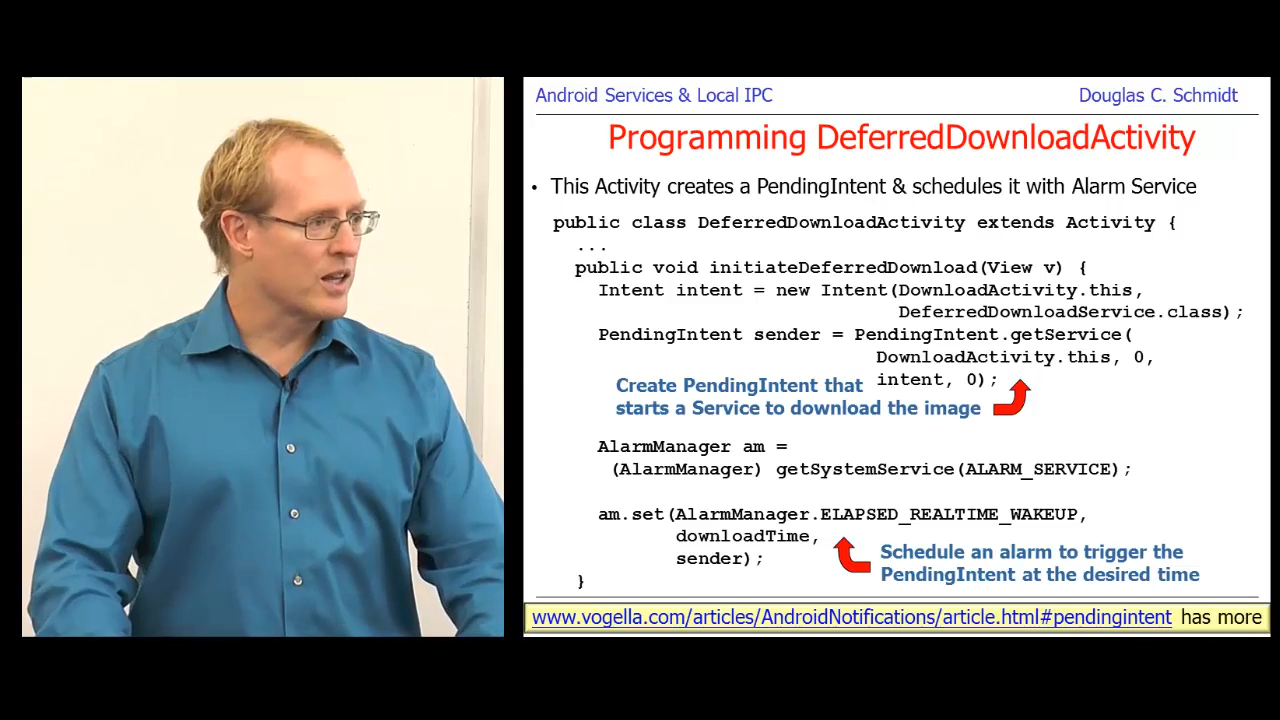 Android Services & Local IPC Douglas C. Schmidt
Programming DeferredDownloadActivity
• This Activity creates a PendingIntent & schedules it with Alarm Service
public class DeferredDownloadActivity extends Activity {
...
public void initiateDeferredDownload(View v) {
Intent intent = new Intent(DownloadActivity.this,
DeferredDownloadService.class);
PendingIntent sender = PendingIntent.getService(
DownloadActivity.this, 0,
intent, 0);
Create PendingIntent that
starts a Service to download the image
AlarmManager am =
(AlarmManager) getSystemService(ALARM_SERVICE);
am.set(AlarmManager.ELAPSED_REALTIME_WAKEUP,
downloadTime,
sender);
Schedule an alarm to trigger the
PendingIntent at the desired time
}
www.vogella.com/articles/AndroidNotifications/article.html#pendingintent has more